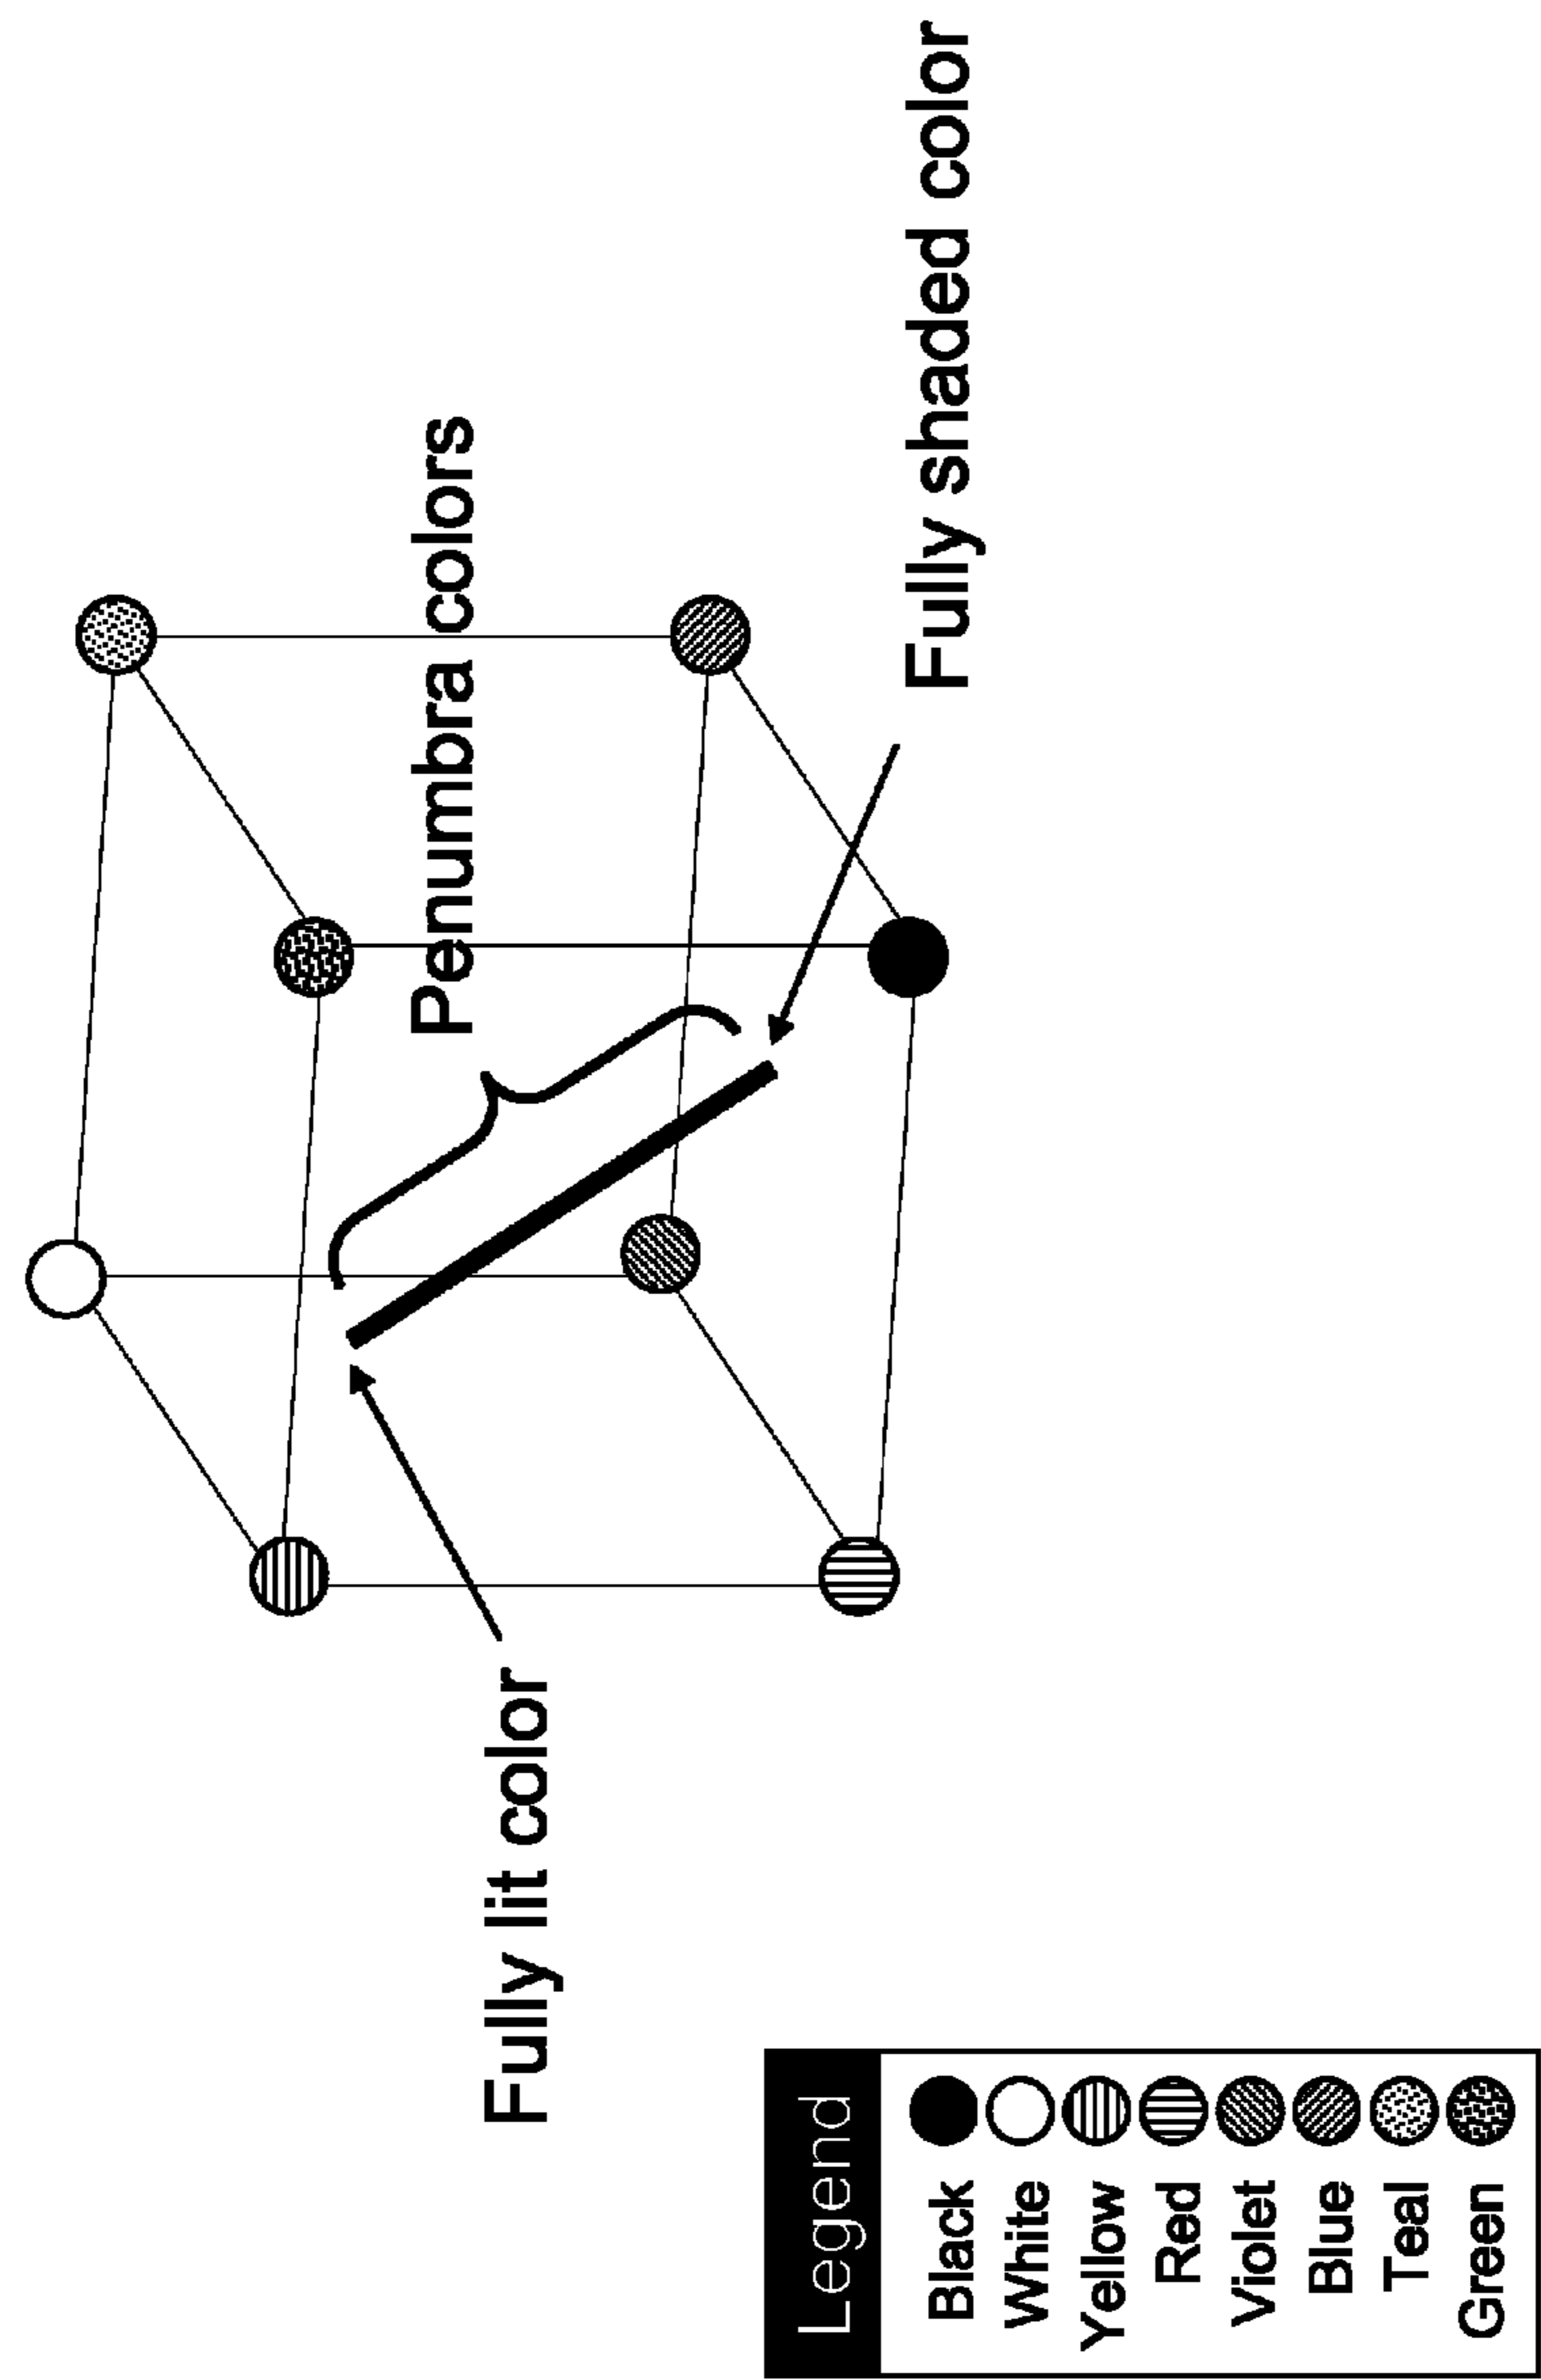 Penumbra colors
Fully lit color
Fully shaded color
Legend
Black
White
Yellow
Red
Violet
Blue
Teal
Green